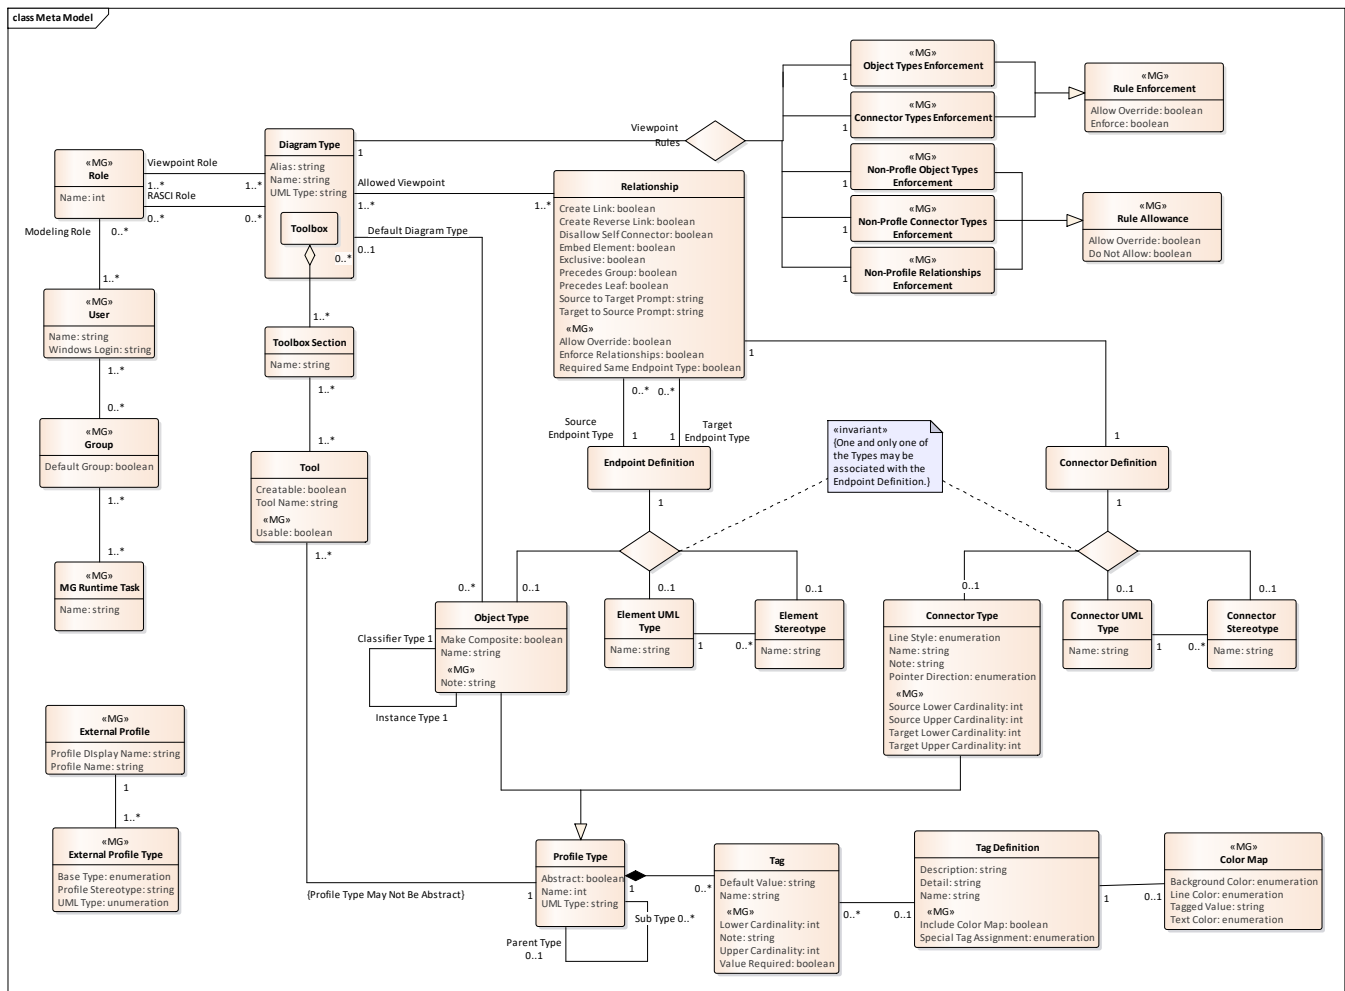 class Meta Model
«MG»
Object Types Enforcement
1
«MG»
Connector Types Enforcement
1
«MG»
Non-Profle Object Types
Enforcement
1
«MG»
Non-Profle Connector Types
Enforcement
1
«MG»
Non-Profile Relationships
Enforcement
1
«MG»
Rule Enforcement
Allow Override: boolean
Enforce: boolean
«MG»
Rule Allowance
Allow Override: boolean
Do Not Allow: boolean
Viewpoint
Rules
1
Diagram Type
Alias: string
Name: string
UML Type: string
Toolbox
0..*
«MG»
Role
Name: int
Viewpoint Role
1..*
1..*
RASCI Role
0..*
0..*
Modeling Role
0..*
1..*
Allowed Viewpoint
1..*
1..*
Default Diagram Type
0..1
Relationship
Create Link: boolean
Create Reverse Link: boolean
Disallow Self Connector: boolean
Embed Element: boolean
Exclusive: boolean
Precedes Group: boolean
Precedes Leaf: boolean
Source to Target Prompt: string
Target to Source Prompt: string
«MG»
Allow Override: boolean
Enforce Relationships: boolean
Required Same Endpoint Type: boolean
1
«MG»
User
Name: string
Windows Login: string
1..*
0..*
1..*
Toolbox Section
Name: string
1..*
1..*
«MG»
Group
Default Group: boolean
1..*
1..*
Tool
Creatable: boolean
Tool Name: string
«MG»
Usable: boolean
1..*
0..*
0..*
Source
Endpoint Type
1
1
Target
Endpoint Type
Endpoint Definition
1
«invariant»
{One and only one of
the Types may be
associated with the
Endpoint Definition.}
1
Connector Definition
1
«MG»
MG Runtime Task
Name: string
0..*
0..1
0..1
0..1
0..1
0..1
0..1
Object Type
Make Composite: boolean
Name: string
«MG»
Note: string
Classifier Type 1
Instance Type 1
Element UML
Type
Name: string
1
0..*
Element
Stereotype
Name: string
Connector Type
Line Style: enumeration
Name: string
Note: string
Pointer Direction: enumeration
«MG»
Source Lower Cardinality: int
Source Upper Cardinality: int
Target Lower Cardinality: int
Target Upper Cardinality: int
Connector UML
Type
Name: string
1
0..*
Connector
Stereotype
Name: string
«MG»
External Profile
Profile DIsplay Name: string
Profile Name: string
1
1..*
«MG»
External Profile Type
Base Type: enumeration
Profile Stereotype: string
UML Type: unumeration
{Profile Type May Not Be Abstract}
1
Profile Type
Abstract: boolean
Name: int
UML Type: string
1
0..*
Sub Type 0..*
Parent Type
0..1
Tag
Default Value: string
Name: string
«MG»
Lower Cardinality: int
Note: string
Upper Cardinality: int
Value Required: boolean
0..*
0..1
Tag Definition
Description: string
Detail: string
Name: string
«MG»
Include Color Map: boolean
Special Tag Assignment: enumeration
1
0..1
«MG»
Color Map
Background Color: enumeration
Line Color: enumeration
Tagged Value: string
Text Color: enumeration